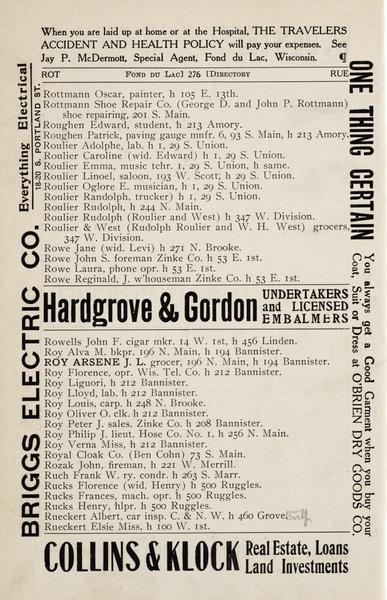 When you are laid up at home or at the Hospital, THE TRAVELERS
ACCIDENT AND HEALTH POLICY will pay your expenses. See
Jay P. McDermott, Special Agent, Fond du Lac, Wisconsin. ¶
ROT FOND DU LAC] 276 [DIRECTORY RUE
Rottmann Oscar, painter, h 105 E. 13th.
Rottmann Shoe Repair Co. (George D. and John P. Rottmann)
shoe repairing, 201 S. Main.
Roughen Edward, student, h 213 Amory.
Roughen Patrick, paving gauge mnfr. 6, 93 S. Main, h 213 Amory.
Roulier Adolphe, lab. h 1, 29 S. Union.
Roulier Caroline (wid. Edward) h 1, 29 S. Union.
Roulier Emma, music tchr. 1, 29 S. Union, h same.
Roulier Linoel, saloon, 193 W. Scott; h 29 S. Union.
Roulier Oglore E. musician, h 1, 29 S. Union.
Roulier Randolph, trucker) h 1, 29 S. Union.
Roulier Rudolph, h 244 N. Main.
Roulier Rudolph (Roulier and West) h 347 W. Division.
Roulier & West (Rudolph Roulier and W. H. West) grocers,
347 W. Division.
Rowe Jane (wid. Levi) h 271 N. Brooke.
Rowe John S. foreman Zinke Co. h 53 E. 1st.
Rowe Laura, phone opr. h 53 E. 1st.
Rowe Reginald, J. w'houseman Zinke Co. h 53 E. 1st.
Hardgrove & Gordon UNDERTAKERS
and LICENSED
EMBALMERS
Rowells John F. cigar mkr. 14 W. 1st, h 456 Linden.
Roy Alva M. bkpr. 196 N. Main, h 194 Bannister.
ROY ARSENE J. L. grocer, 196 N. Main, h 194 Bannister.
Roy Florence, opr. Wis. Tel. Co. h 212 Bannister.
Roy Liguori, h 212 Bannister.
Roy Lloyd, lab. h 212 Bannister.
Roy Louis, carp. h 248 N. Brooke.
Roy Oliver O. clk. h 212 Bannister.
Roy Peter J. sales. Zinke Co. h 208 Bannister.
Roy Philip J. lieut. Hose Co. No. 1, h 256 N. Main.
Roy Verna Miss, h 212 Bannister.
Royal Cloak Co. (Ben Cohn) 73 S. Main.
Rozak John, fireman, h 221 W. Merrill.
Ruch Frank W. ry. condr. h 263 S. Marr.
Rucks Florence (wid. Henry) h 500 Ruggles.
Rucks Frances, mach. opr. h 500 Ruggles.
Rucks Henry, hlpr. h 500 Ruggles.
Rueckert Albert, car insp. C. & N. W. h 460 Grove.
Rueckert Elsie Miss, h 100 W. 1st.
COLLINS & KLOCK Real Estate, Loans
Land Investments
BRIGGS ELECTRIC CO. Everything Electrical
18-20 S. PORTLAND ST.
ONE THING CERTAIN You always get a Good Garment when you buy your
Coat, Suit or Dress at O'BRIEN DRY GOODS CO.